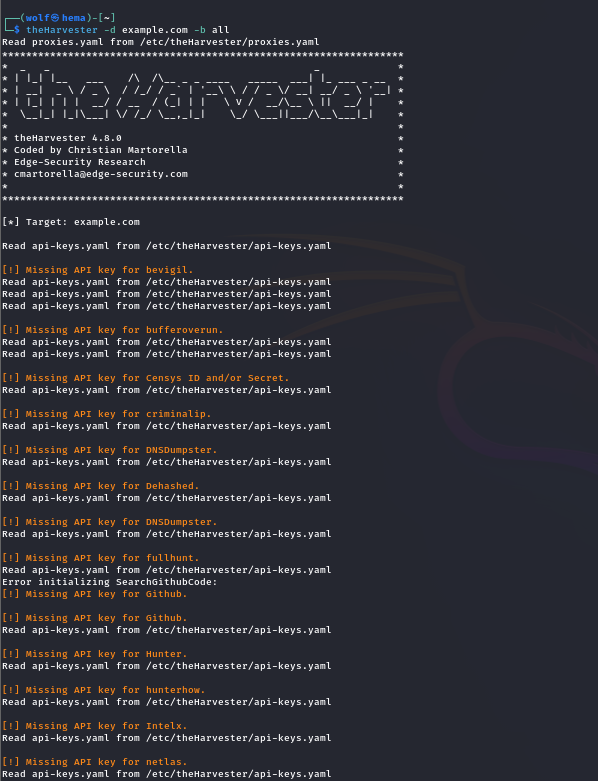 ┌──(wolf㉿hema)-[~]
└─$ theHarvester -d example.com -b all
Read proxies.yaml from /etc/theHarvester/proxies.yaml
*******************************************************************
*  _   _                                            _             *
* | |_| |__   ___    /\  /\__ _ _ ____   _____  ___| |_ ___ _ __  *
* | __|  _ \ / _ \  / /_/ / _` | '__\ \ / / _ \/ __| __/ _ \ '__| *
* | |_| | | |  __/ / __  / (_| | |   \ V /  __/\__ \ ||  __/ |    *
*  \__|_| |_|\___| \/ /_/ \__,_|_|    \_/ \___||___/\__\___|_|    *
*                                                                 *
* theHarvester 4.8.0                                              *
* Coded by Christian Martorella                                   *
* Edge-Security Research                                          *
* cmartorella@edge-security.com                                   *
*                                                                 *
*******************************************************************
[*] Target: example.com
Read api-keys.yaml from /etc/theHarvester/api-keys.yaml
[!] Missing API key for bevigil.
Read api-keys.yaml from /etc/theHarvester/api-keys.yaml
Read api-keys.yaml from /etc/theHarvester/api-keys.yaml
Read api-keys.yaml from /etc/theHarvester/api-keys.yaml
[!] Missing API key for bufferoverun.
Read api-keys.yaml from /etc/theHarvester/api-keys.yaml
Read api-keys.yaml from /etc/theHarvester/api-keys.yaml
[!] Missing API key for Censys ID and/or Secret.
Read api-keys.yaml from /etc/theHarvester/api-keys.yaml
[!] Missing API key for criminalip.
Read api-keys.yaml from /etc/theHarvester/api-keys.yaml
[!] Missing API key for DNSDumpster.
Read api-keys.yaml from /etc/theHarvester/api-keys.yaml
[!] Missing API key for Dehashed.
Read api-keys.yaml from /etc/theHarvester/api-keys.yaml
[!] Missing API key for DNSDumpster.
Read api-keys.yaml from /etc/theHarvester/api-keys.yaml
[!] Missing API key for fullhunt.
Read api-keys.yaml from /etc/theHarvester/api-keys.yaml
Error initializing SearchGithubCode:
[!] Missing API key for Github.
[!] Missing API key for Github.
Read api-keys.yaml from /etc/theHarvester/api-keys.yaml
[!] Missing API key for Hunter.
Read api-keys.yaml from /etc/theHarvester/api-keys.yaml
[!] Missing API key for hunterhow.
Read api-keys.yaml from /etc/theHarvester/api-keys.yaml
[!] Missing API key for Intelx.
Read api-keys.yaml from /etc/theHarvester/api-keys.yaml
[!] Missing API key for netlas.
Read api-keys.yaml from /etc/theHarvester/api-keys.yaml